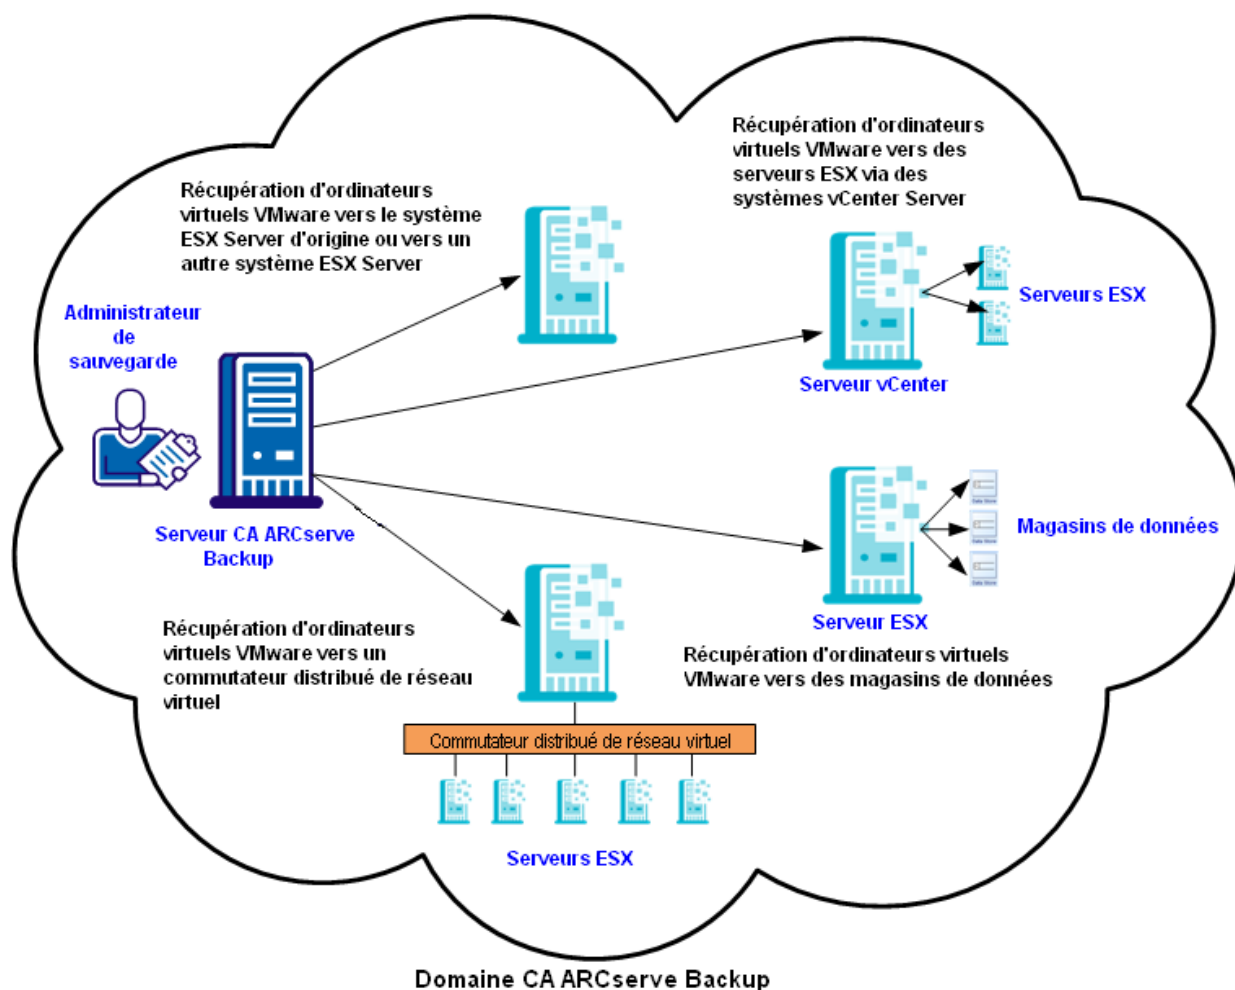 Récupération d'ordinateurs
virtuels VMware vers des
serveurs ESX via des
systèmes vCenter Server
Récupération d'ordinateurs
virtuels VMware vers le système
ESX Server d'origine ou vers un
autre système ESX Server
Serveurs ESX
Administrateur
de
sauvegarde
Serveur vCenter
Serveur CA ARCserve
Backup
Magasins de données
Serveur ESX
Récupération d'ordinateurs
virtuels VMware vers un
commutateur distribué de réseau
virtuel
Récupération d'ordinateurs virtuels
VMware vers des magasins de données
Commutateur distribué de réseau virtuel
Serveurs ESX
Domaine CA ARCserve Backup